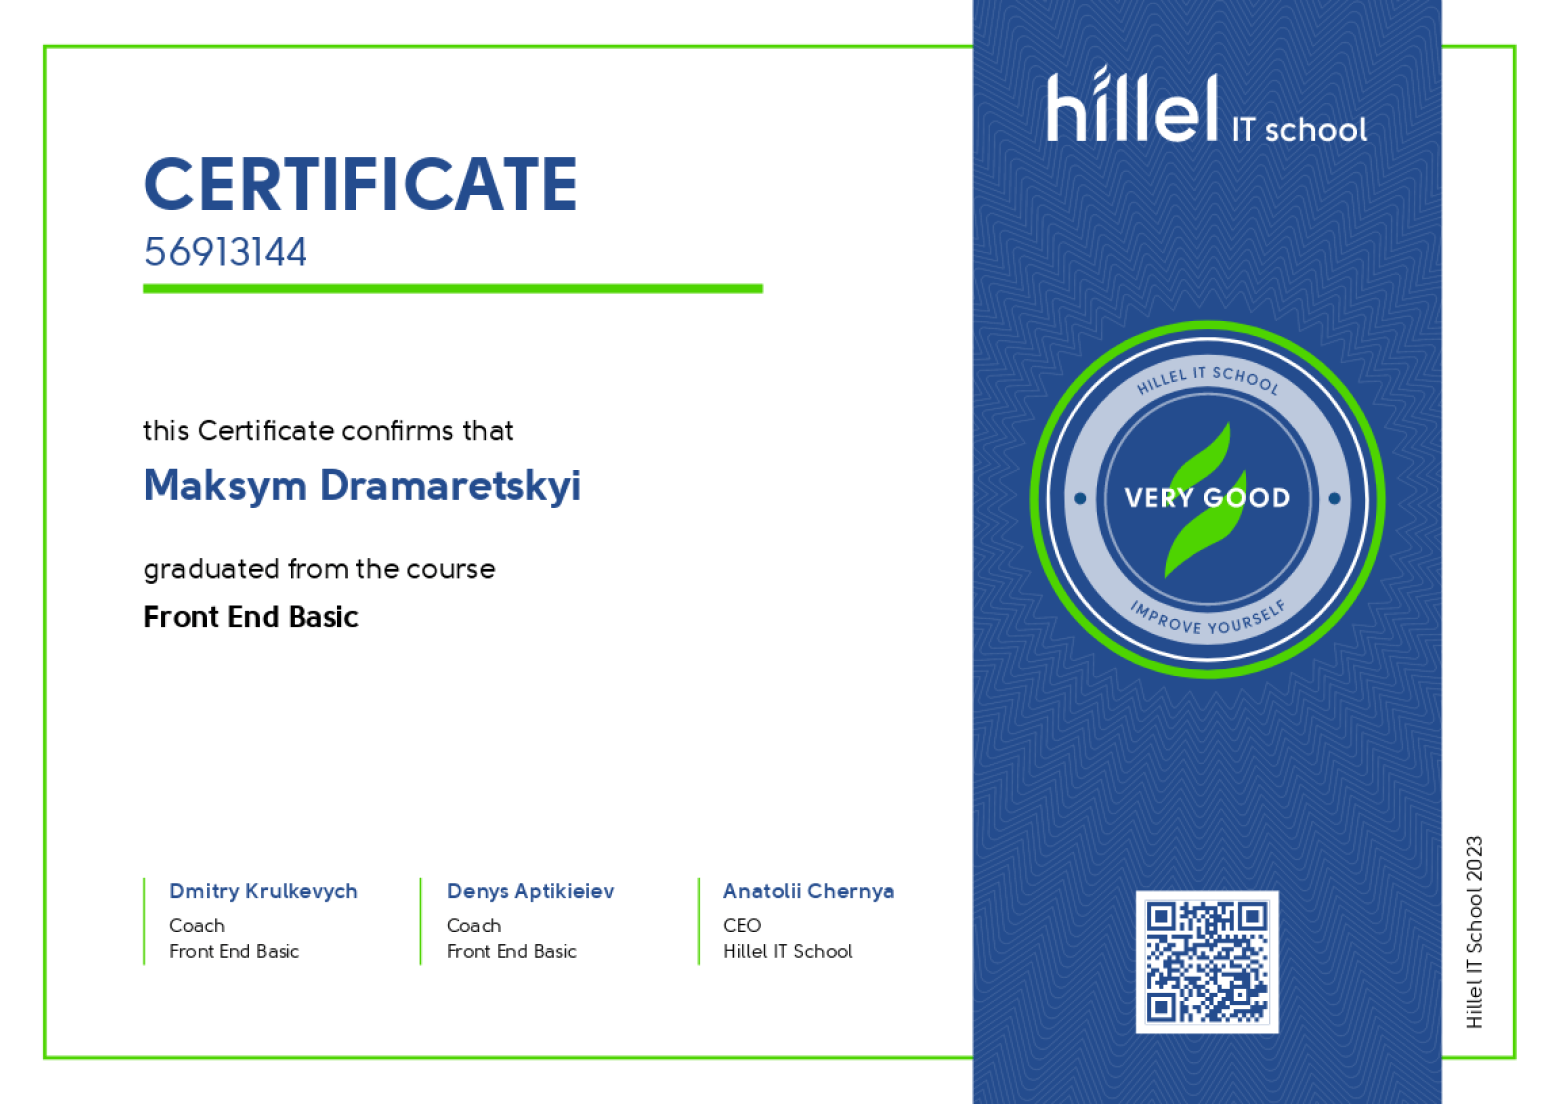 CERTIFICATE
56913144
this Certificate confirms that
Maksym Dramaretskyi
graduated from the course
Front End Basic
Dmitry Krulkevych
Coach
Front End Basic
Denys Aptikieiev
Coach
Front End Basic
Anatolii Chernya
CEO
Hillel IT School
hillel IT school
HILLEL IT SCHOOL
VERY GOOD
IMPROVE YOURSELF
Hillel IT School 2023